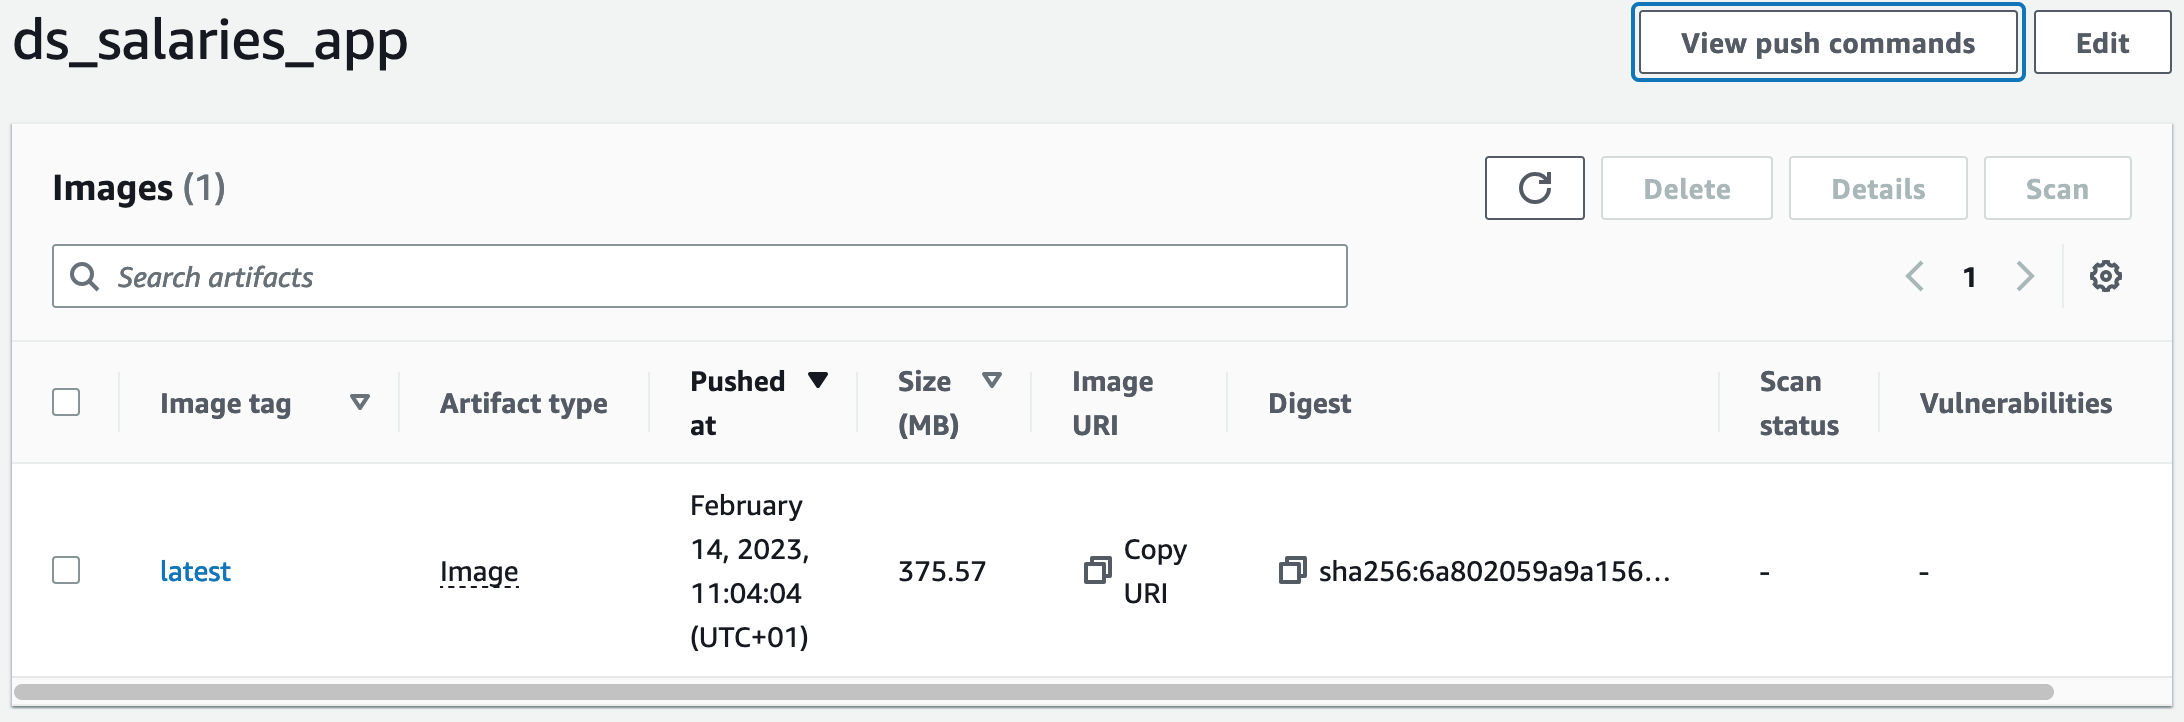 ds_salaries_app
View push commands
Edit
Images (1)
Delete
Details
Scan
Search artifacts
1
Image tag
Artifact type
Pushed
at
Size
(MB)
Image
URI
Digest
Scan
status
Vulnerabilities
latest
Image
February
14, 2023,
11:04:04
(UTC+01)
375.57
Copy
URI
sha256:6a802059a9a156...
-
-